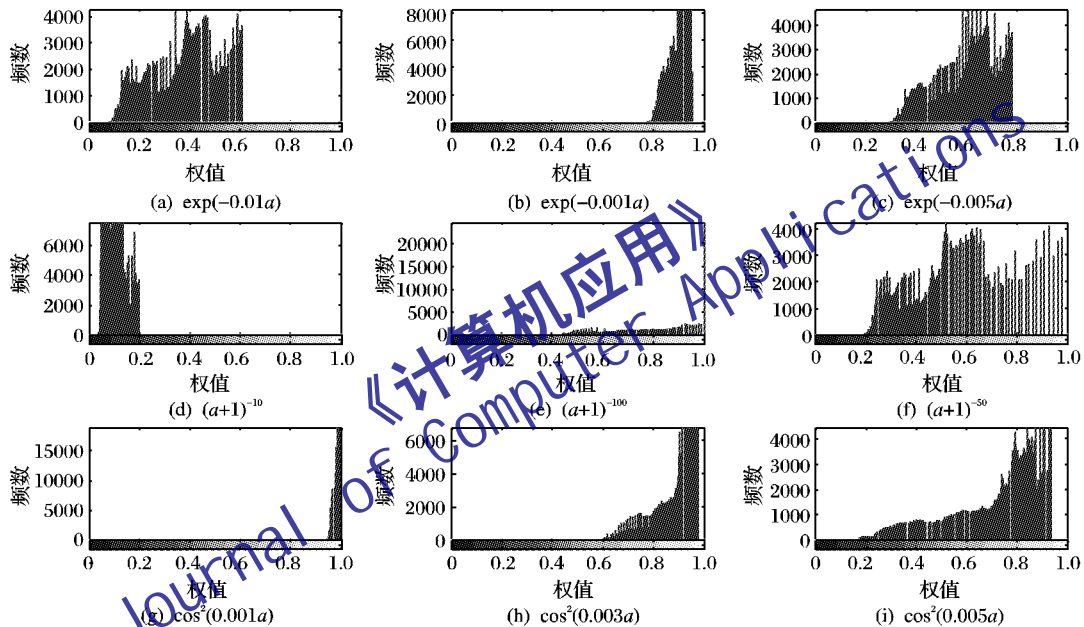 4000
3000
2000
1000
0
频数
0 0.2 0.4 0.6 0.8 1.0
权值
(a) exp(−0.01a)
8000
6000
4000
2000
0
频数
0 0.2 0.4 0.6 0.8 1.0
权值
(b) exp(−0.001a)
4000
3000
2000
1000
0
频数
0 0.2 0.4 0.6 0.8 1.0
权值
(c) exp(−0.005a)
6000
4000
2000
0
频数
0 0.2 0.4 0.6 0.8 1.0
权值
(d) (a+1)⁻¹⁰
20000
15000
10000
5000
0
频数
0 0.2 0.4 0.6 0.8 1.0
权值
(e) (a+1)⁻¹⁰⁰
4000
3000
2000
1000
0
频数
0 0.2 0.4 0.6 0.8 1.0
权值
(f) (a+1)⁻⁵⁰
15000
10000
5000
0
频数
0 0.2 0.4 0.6 0.8 1.0
权值
(g) cos²(0.001a)
6000
4000
2000
0
频数
0 0.2 0.4 0.6 0.8 1.0
权值
(h) cos²(0.003a)
4000
3000
2000
1000
0
频数
0 0.2 0.4 0.6 0.8 1.0
权值
(i) cos²(0.005a)
《计算机应用》
Journal of Computer Applications